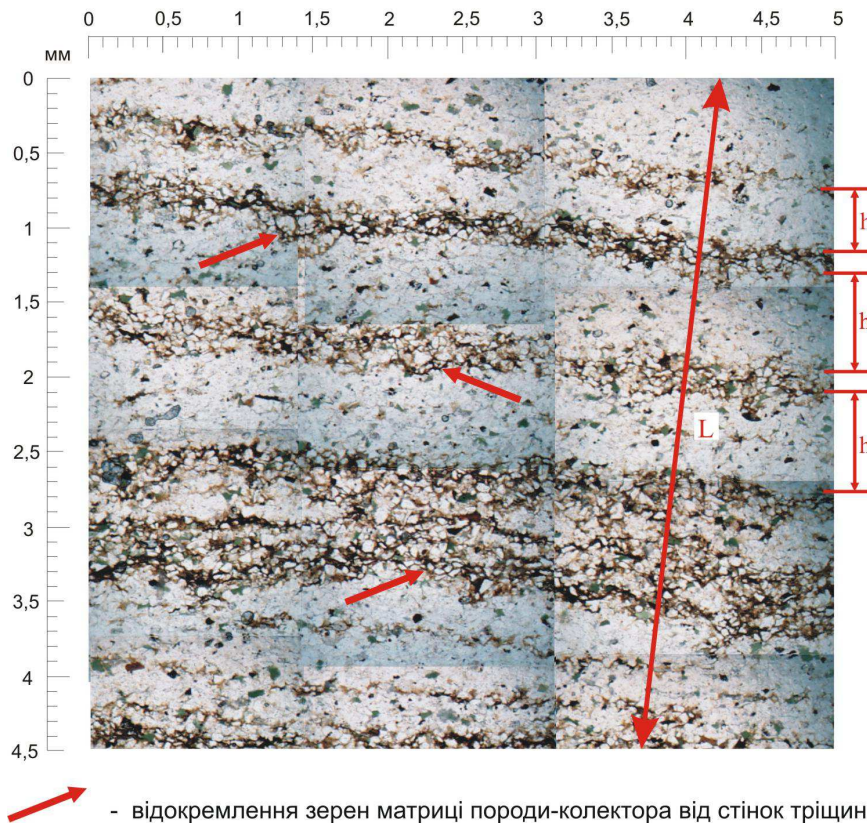 0 0,5 1 1,5 2 2,5 3 3,5 4 4,5 5
мм
0
0,5
1
1,5
2
2,5
3
3,5
4
4,5
h
h
h
L
- відокремлення зерен матриці породи-колектора від стінок тріщин